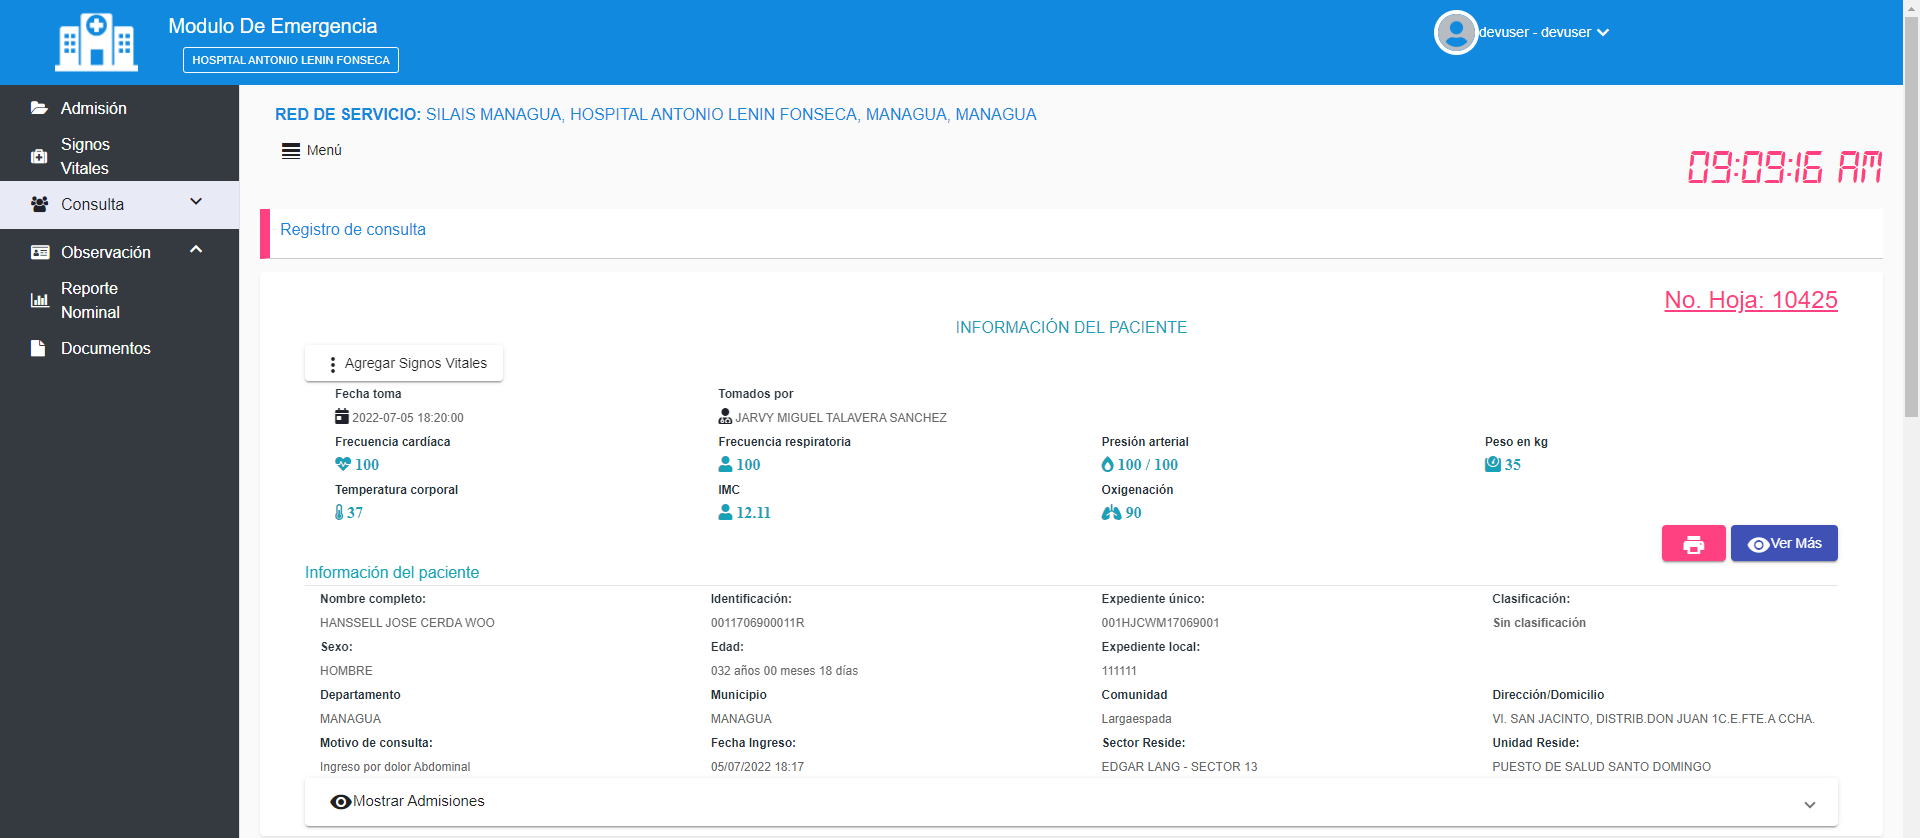 Modulo De Emergencia
HOSPITAL ANTONIO LENIN FONSECA
devuser - devuser
Admisión
Signos
Vitales
Consulta
Observación
Reporte
Nominal
Documentos
RED DE SERVICIO: SILAIS MANAGUA, HOSPITAL ANTONIO LENIN FONSECA, MANAGUA, MANAGUA
Menú
09:09:16 AM
Registro de consulta
No. Hoja: 10425
INFORMACIÓN DEL PACIENTE
Agregar Signos Vitales
Fecha toma Tomados por
2022-07-05 18:20:00 JARVY MIGUEL TALAVERA SANCHEZ
Frecuencia cardíaca Frecuencia respiratoria Presión arterial Peso en kg
100 100 100 / 100 35
Temperatura corporal IMC Oxigenación
37 12.11 90
Ver Más
Información del paciente
Nombre completo: Identificación: Expediente único: Clasificación:
HANSSELL JOSE CERDA WOO 0011706900011R 001HJCWM17069001 Sin clasificación
Sexo: Edad: Expediente local:
HOMBRE 032 años 00 meses 18 días 111111
Departamento Municipio Comunidad Dirección/Domicilio
MANAGUA MANAGUA Largaespada VI. SAN JACINTO, DISTRIB.DON JUAN 1C.E.FTE.A CCHA.
Motivo de consulta: Fecha Ingreso: Sector Reside: Unidad Reside:
Ingreso por dolor Abdominal 05/07/2022 18:17 EDGAR LANG - SECTOR 13 PUESTO DE SALUD SANTO DOMINGO
Mostrar Admisiones